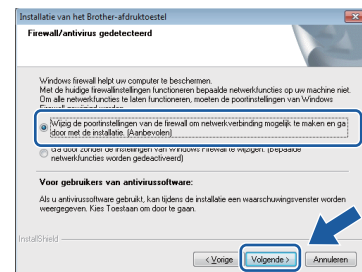 Installatie van het Brother-afdruktoestel
Firewall/antivirus gedetecteerd
Windows firewall helpt uw computer te beschermen.
Met de huidige firewallinstellingen functioneren bepaalde netwerkfuncties op uw machine niet.
Om alle netwerkfuncties te laten functioneren, moeten de poortinstellingen van Windows
Firewall gewijzigd worden.
Wijzig de poortinstellingen van de firewall om netwerkverbinding mogelijk te maken en ga
door met de installatie. (Aanbevolen)
Ga door zonder de instellingen van Windows Firewall te wijzigen. (Bepaalde
netwerkfuncties worden gedeactiveerd)
Voor gebruikers van antivirussoftware:
Als u antivirussoftware gebruikt, kan tijdens de installatie een waarschuwingsvenster worden
weergegeven. Kies Toestaan om door te gaan.
InstallShield
< Vorige
Volgende >
Annuleren